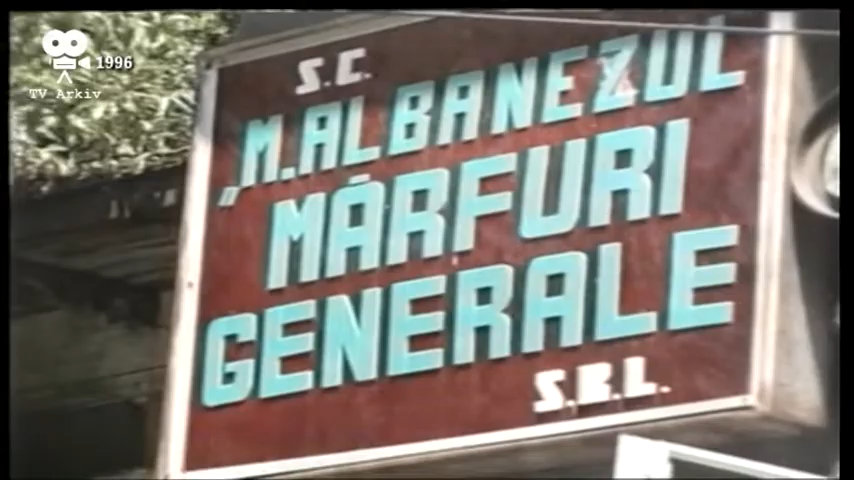 1996
TV Arkiv
S.C.
„M. ALBANEZUL
MĂRFURI
GENERALE
S.R.L.